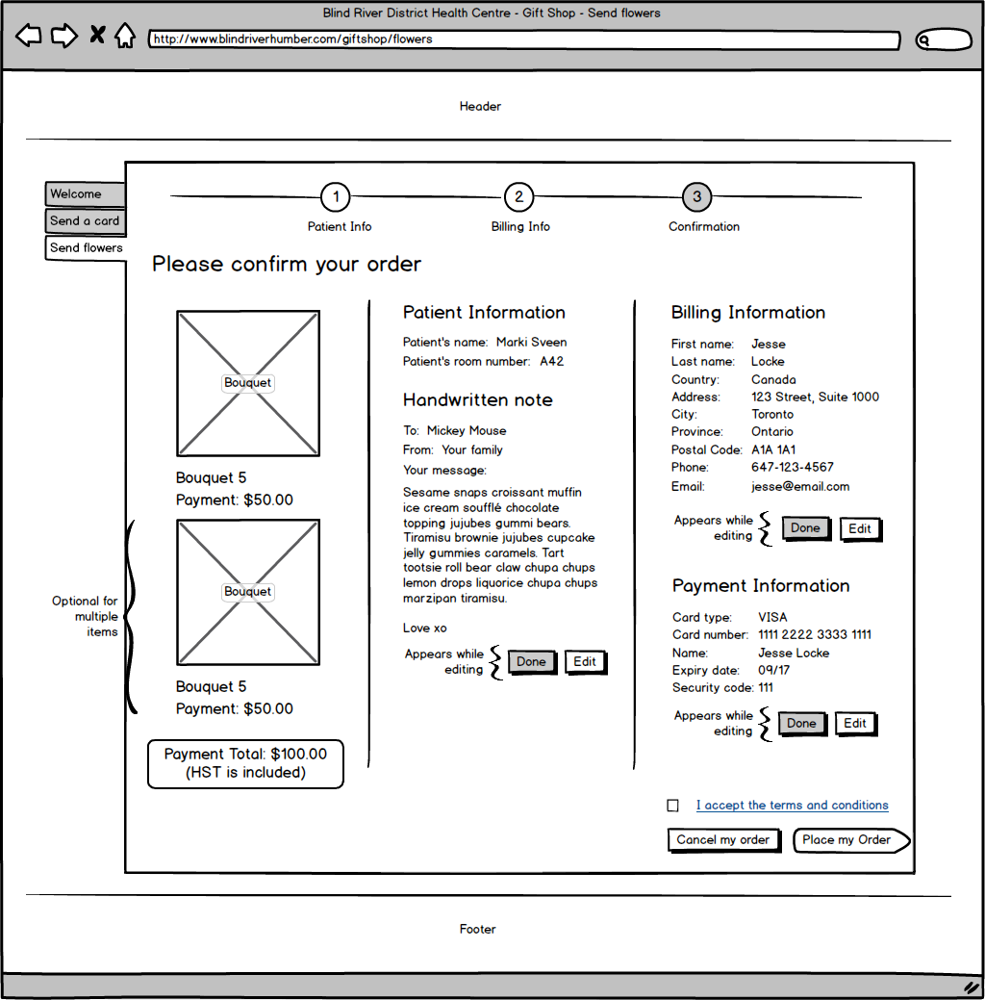 Blind River District Health Centre - Gift Shop - Send flowers
http://www.blindriverhumber.com/giftshop/flowers
Header
Welcome
Send a card
Send flowers
1
2
3
Patient Info
Billing Info
Confirmation
Please confirm your order
Bouquet
Bouquet 5
Payment: $50.00
Optional for
multiple
items
Bouquet
Bouquet 5
Payment: $50.00
Payment Total: $100.00
(HST is included)
Patient Information
Patient's name: Marki Sveen
Patient's room number: A42
Handwritten note
To: Mickey Mouse
From: Your family
Your message:
Sesame snaps croissant muffin
ice cream soufflé chocolate
topping jujubes gummi bears.
Tiramisu brownie jujubes cupcake
jelly gummies caramels. Tart
tootsie roll bear claw chupa chups
lemon drops liquorice chupa chups
marzipan tiramisu.
Love xo
Appears while
editing
Done
Edit
Billing Information
First name: Jesse
Last name: Locke
Country: Canada
Address: 123 Street, Suite 1000
City: Toronto
Province: Ontario
Postal Code: A1A 1A1
Phone: 647-123-4567
Email: jesse@email.com
Appears while
editing
Done
Edit
Payment Information
Card type: VISA
Card number: 1111 2222 3333 1111
Name: Jesse Locke
Expiry date: 09/17
Security code: 111
Appears while
editing
Done
Edit
I accept the terms and conditions
Cancel my order
Place my Order
Footer